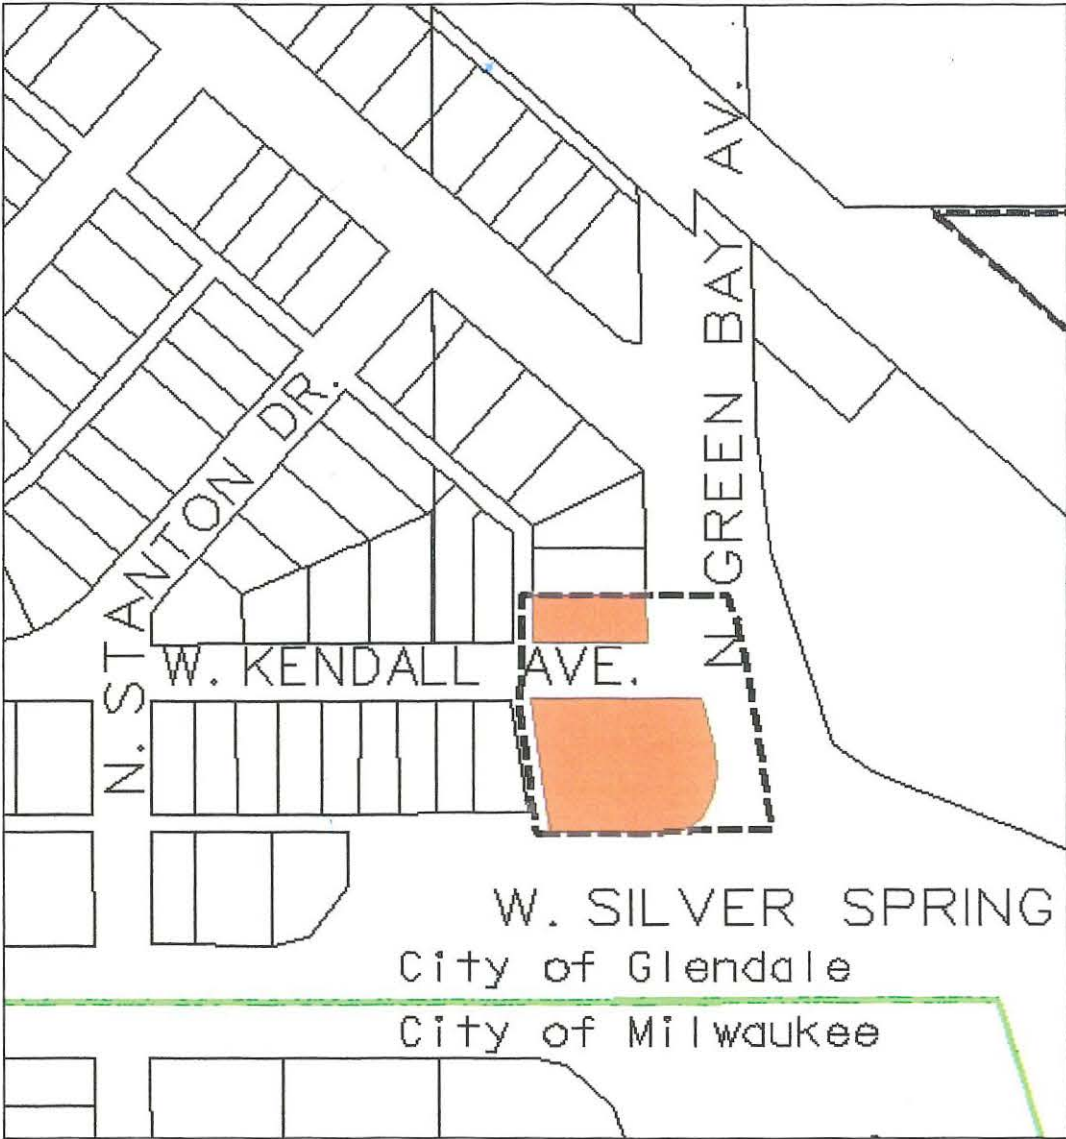 N. GREEN BAY AV.
N. STANTON DR.
W. KENDALL AVE.
W. SILVER SPRING
City of Glendale
City of Milwaukee